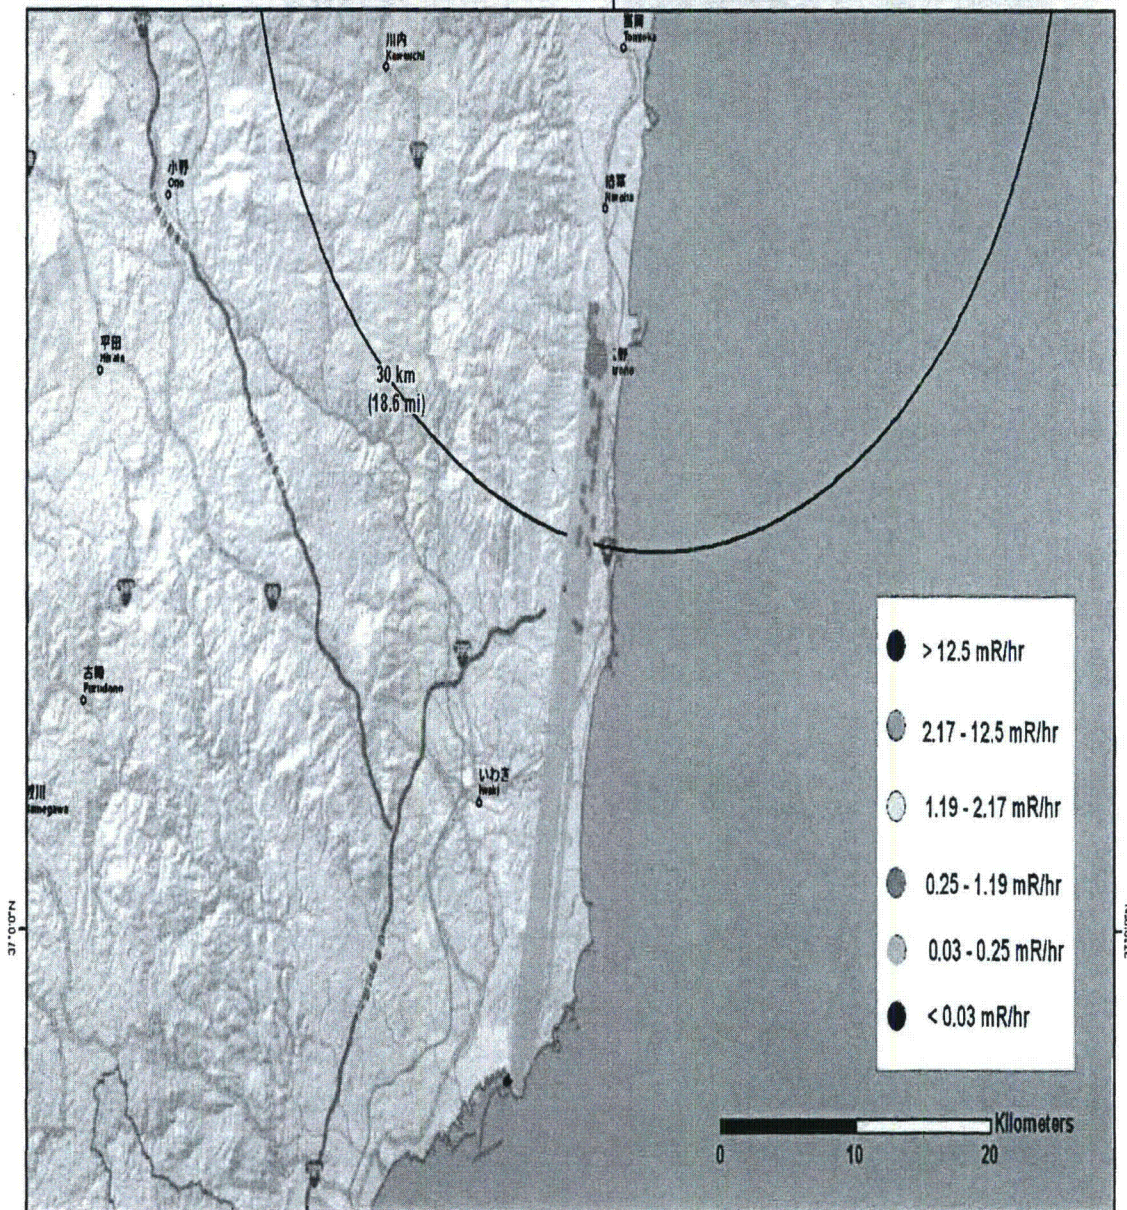 富岡
Tomioka
川内
Kawauchi
小野
Ono
平田
Hirata
30 km
(18.6 mi)
古殿
Furudono
いわき
Iwaki
37°0'0"N
> 12.5 mR/hr
2.17 - 12.5 mR/hr
1.19 - 2.17 mR/hr
0.25 - 1.19 mR/hr
0.03 - 0.25 mR/hr
< 0.03 mR/hr
Kilometers
0 10 20